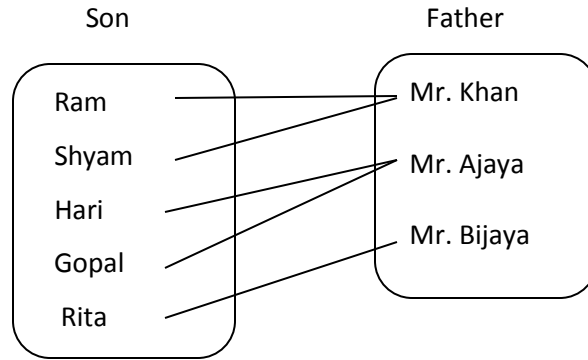 Son
Father
Ram
Shyam
Hari
Gopal
Rita
Mr. Khan
Mr. Ajaya
Mr. Bijaya